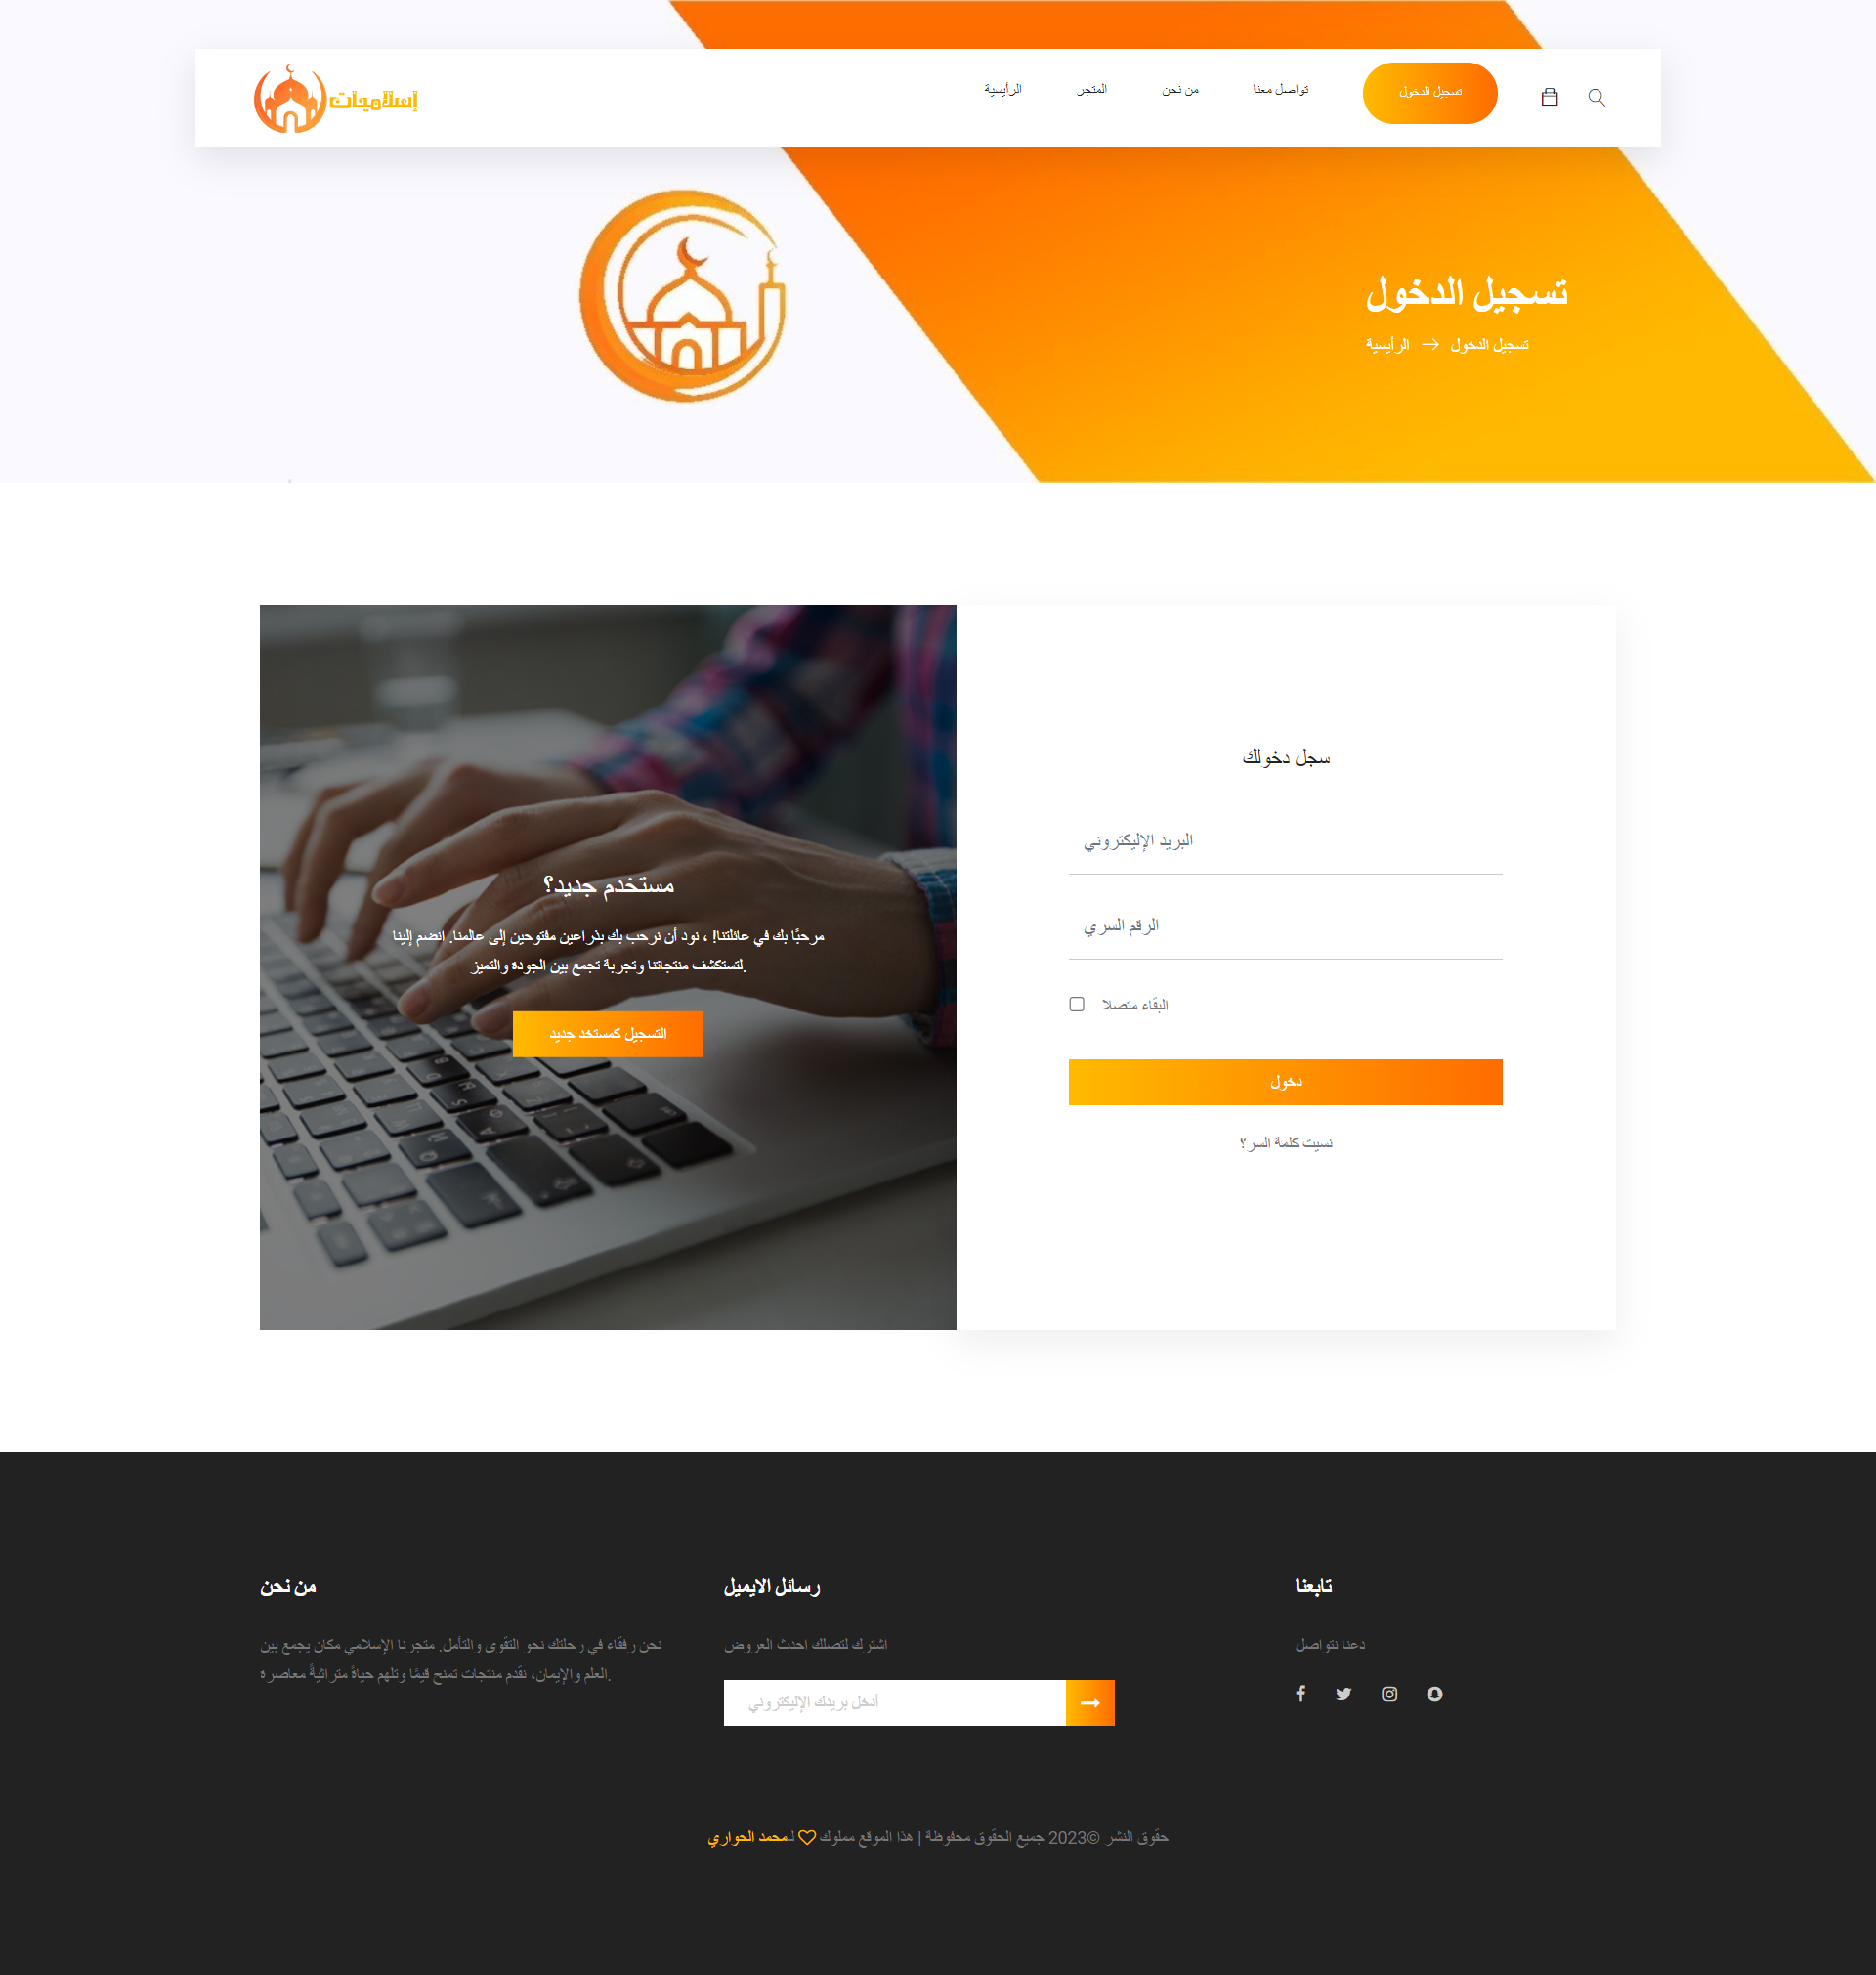 إسلاميات
الرأيسية
المتجر
من نحن
تواصل معنا
تسجيل الدخول
تسجيل الدخول
الرأيسية → تسجيل الدخول
مستخدم جديد؟
مرحبًا بك في عائلتنا! ، نود أن نرحب بك بذراعين مفتوحين إلى عالمنا. انضم إلينا
لتستكشف منتجاتنا وتجربة تجمع بين الجودة والتميز.
التسجيل كمستخد جديد
سجل دخولك
البريد الإليكتروني
الرقم السري
البقاء متصلا
دخول
نسيت كلمة السر؟
من نحن
نحن رفقاء في رحلتك نحو التقوى والتأمل. متجرنا الإسلامي مكان يجمع بين
العلم والإيمان، نقدم منتجات تمنح قيمًا وتلهم حياةً متراثيةً معاصرة.
رسائل الايميل
اشترك لتصلك احدث العروض
أدخل بريدك الإليكتروني
تابعنا
دعنا نتواصل
حقوق النشر ©2023 جميع الحقوق محفوظة | هذا الموقع مملوك ♡ لـمحمد الحواري